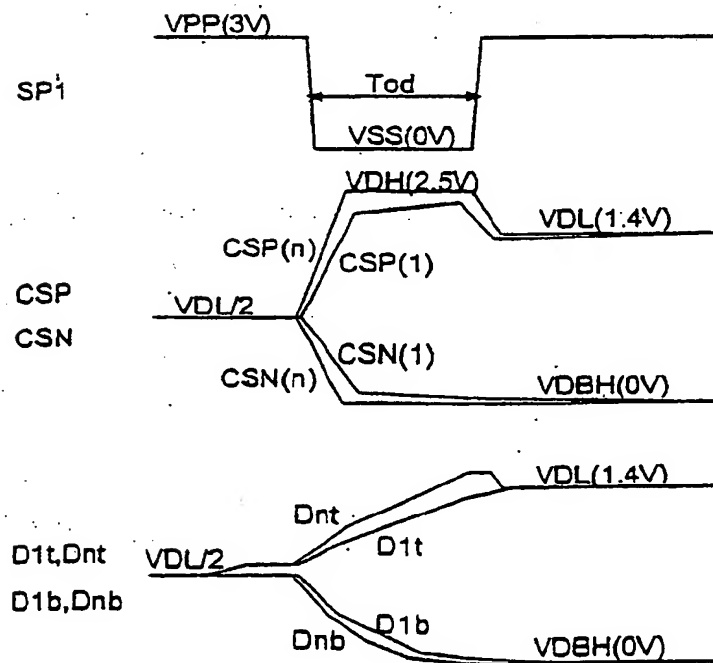 VPP(3V)
SP1
Tod
VSS(0V)
VDH(2.5V)
VDL(1.4V)
CSP(n)
CSP(1)
CSP
VDL/2
CSN
CSN(1)
CSN(n)
VDBH(0V)
VDL(1.4V)
Dnt
D1t
D1t,Dnt
VDL/2
D1b,Dnb
D1b
Dnb
VDBH(0V)